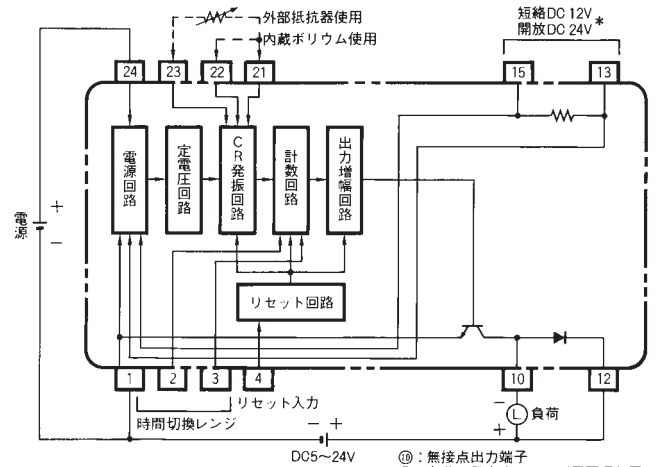 外部抵抗器使用
内蔵ボリウム使用
短絡DC 12V
開放DC 24V*
24
23
22
21
15
13
電源回路
定電圧回路
CR発振回路
計数回路
出力増幅回路
+
電源
−
リセット回路
1
2
3
4
10
12
リセット入力
時間切換レンジ
− +
DC5~24V
−
L 負荷
+
⑩：無接点出力端子